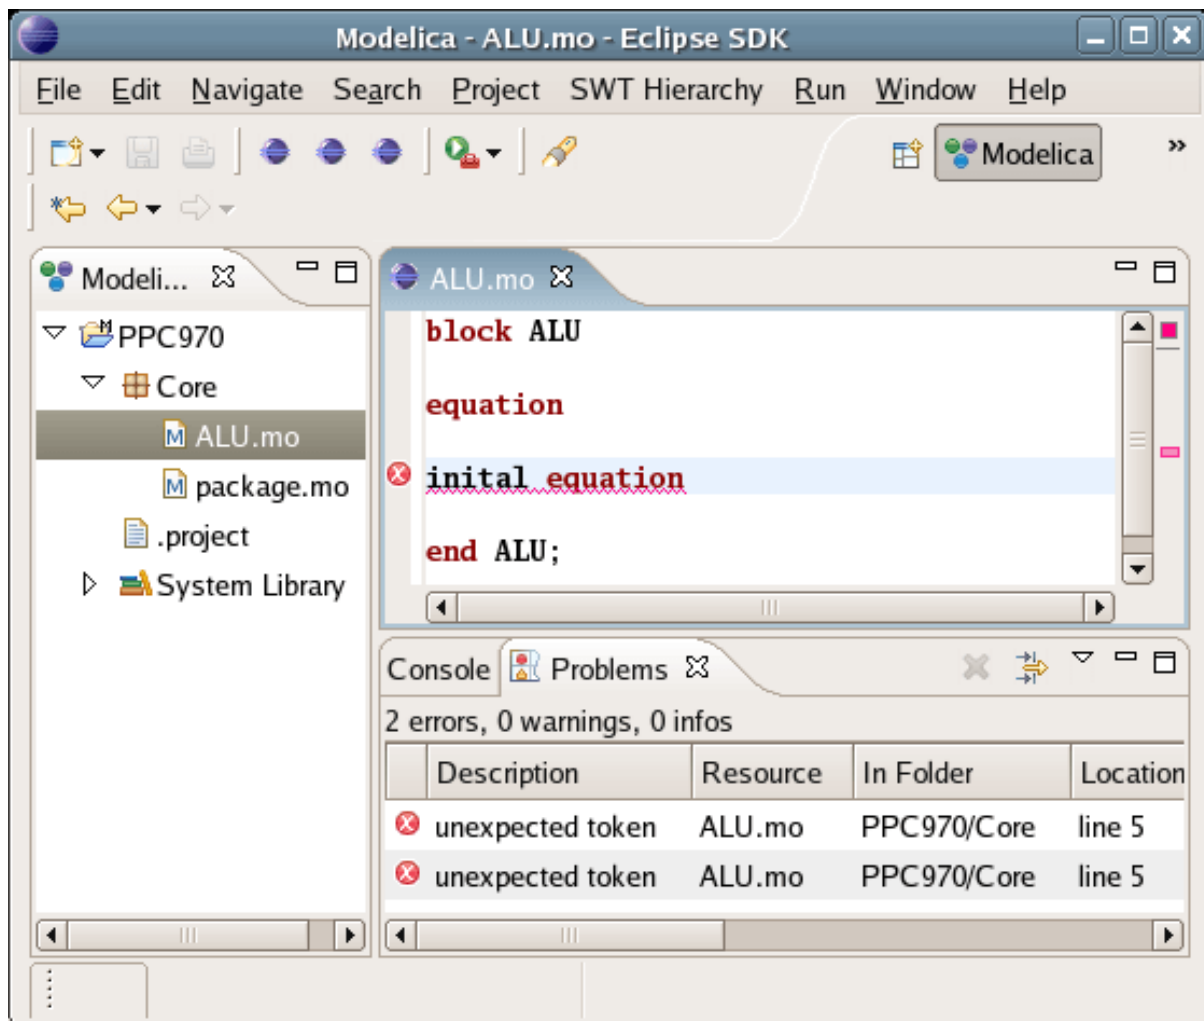 Modelica - ALU.mo - Eclipse SDK
File Edit Navigate Search Project SWT Hierarchy Run Window Help
Modelica »
Modeli...
PPC970
Core
ALU.mo
package.mo
.project
System Library
ALU.mo
block ALU
equation
inital equation
end ALU;
Console Problems
2 errors, 0 warnings, 0 infos
Description Resource In Folder Location
unexpected token ALU.mo PPC970/Core line 5
unexpected token ALU.mo PPC970/Core line 5